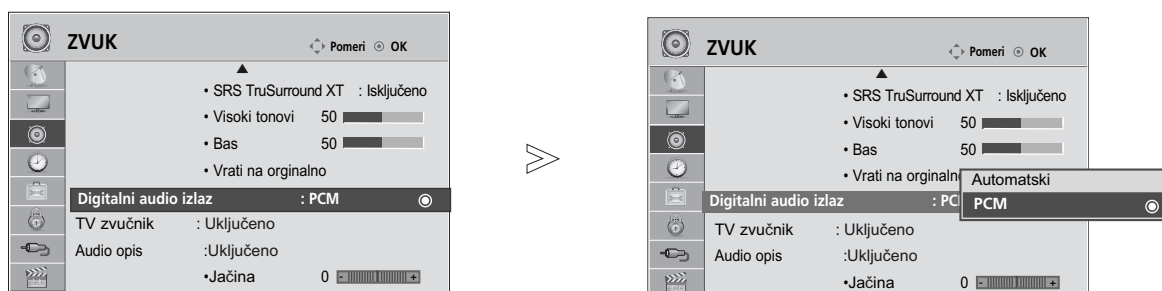 ZVUK
Pomeri OK
• SRS TruSurround XT : Isključeno
• Visoki tonovi 50
• Bas 50
• Vrati na orginalno
Digitalni audio izlaz : PCM
TV zvučnik : Uključeno
Audio opis :Uključeno
•Jačina 0 - +
ZVUK
Pomeri OK
• SRS TruSurround XT : Isključeno
• Visoki tonovi 50
• Bas 50
• Vrati na orginaln
Automatski
Digitalni audio izlaz : PC
PCM
TV zvučnik : Uključeno
Audio opis :Uključeno
•Jačina 0 - +